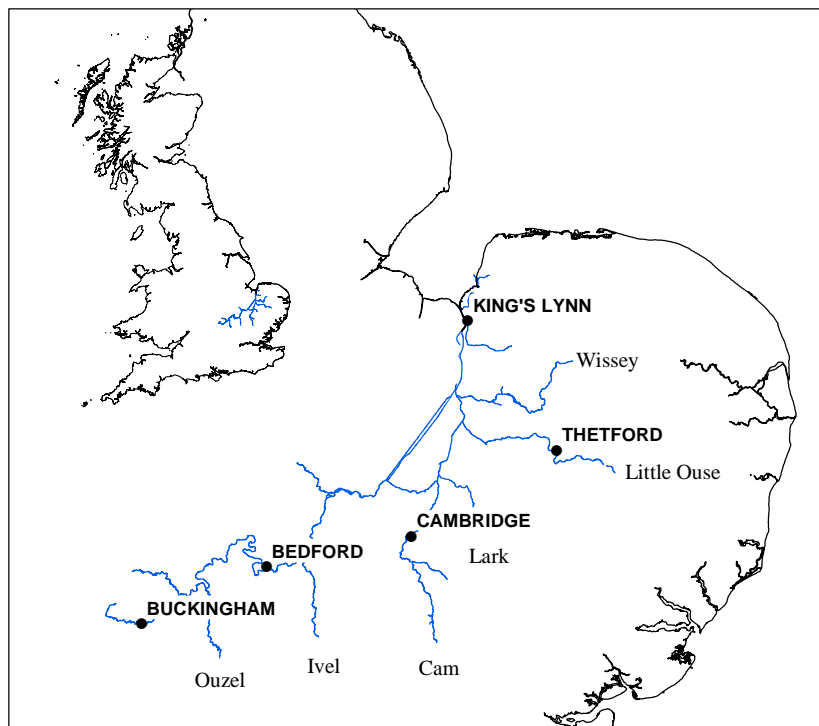 KING'S LYNN
Wissey
THETFORD
Little Ouse
CAMBRIDGE
BEDFORD
Lark
BUCKINGHAM
Ouzel
Ivel
Cam